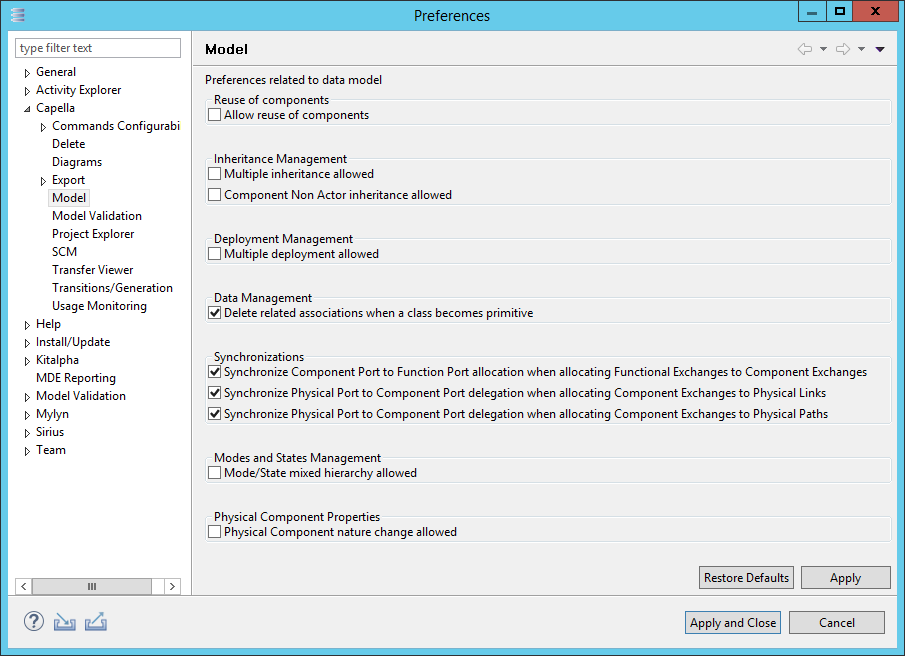 Preferences
type filter text
General
Activity Explorer
Capella
Commands Configurabi
Delete
Diagrams
Export
Model
Model Validation
Project Explorer
SCM
Transfer Viewer
Transitions/Generation
Usage Monitoring
Help
Install/Update
Kitalpha
MDE Reporting
Model Validation
Mylyn
Sirius
Team
Model
Preferences related to data model
Reuse of components
Allow reuse of components
Inheritance Management
Multiple inheritance allowed
Component Non Actor inheritance allowed
Deployment Management
Multiple deployment allowed
Data Management
Delete related associations when a class becomes primitive
Synchronizations
Synchronize Component Port to Function Port allocation when allocating Functional Exchanges to Component Exchanges
Synchronize Physical Port to Component Port delegation when allocating Component Exchanges to Physical Links
Synchronize Physical Port to Component Port delegation when allocating Component Exchanges to Physical Paths
Modes and States Management
Mode/State mixed hierarchy allowed
Physical Component Properties
Physical Component nature change allowed
Restore Defaults
Apply
Apply and Close
Cancel